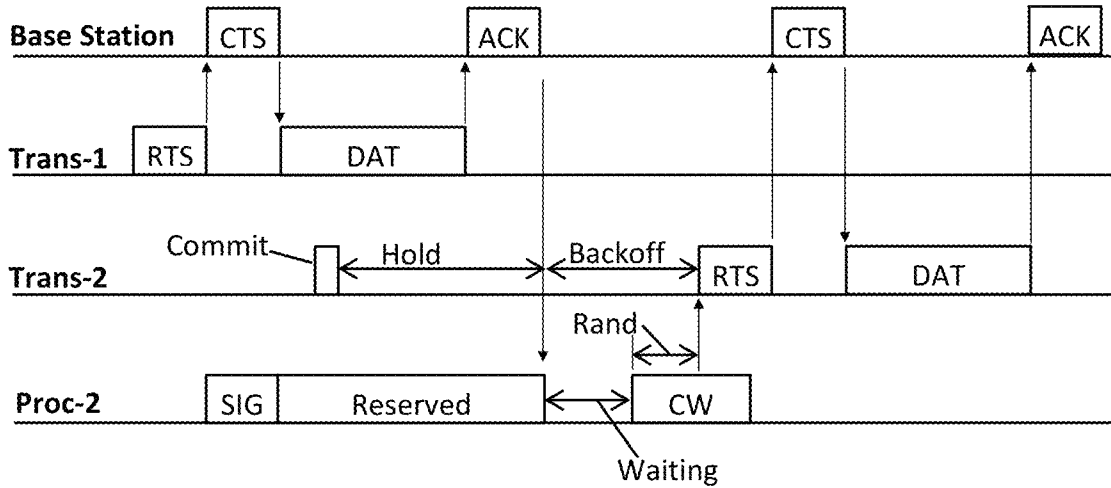 Base Station CTS ACK CTS ACK
Trans-1 RTS DAT
Commit Hold Backoff
Trans-2 RTS DAT
Rand
Proc-2 SIG Reserved CW
Waiting